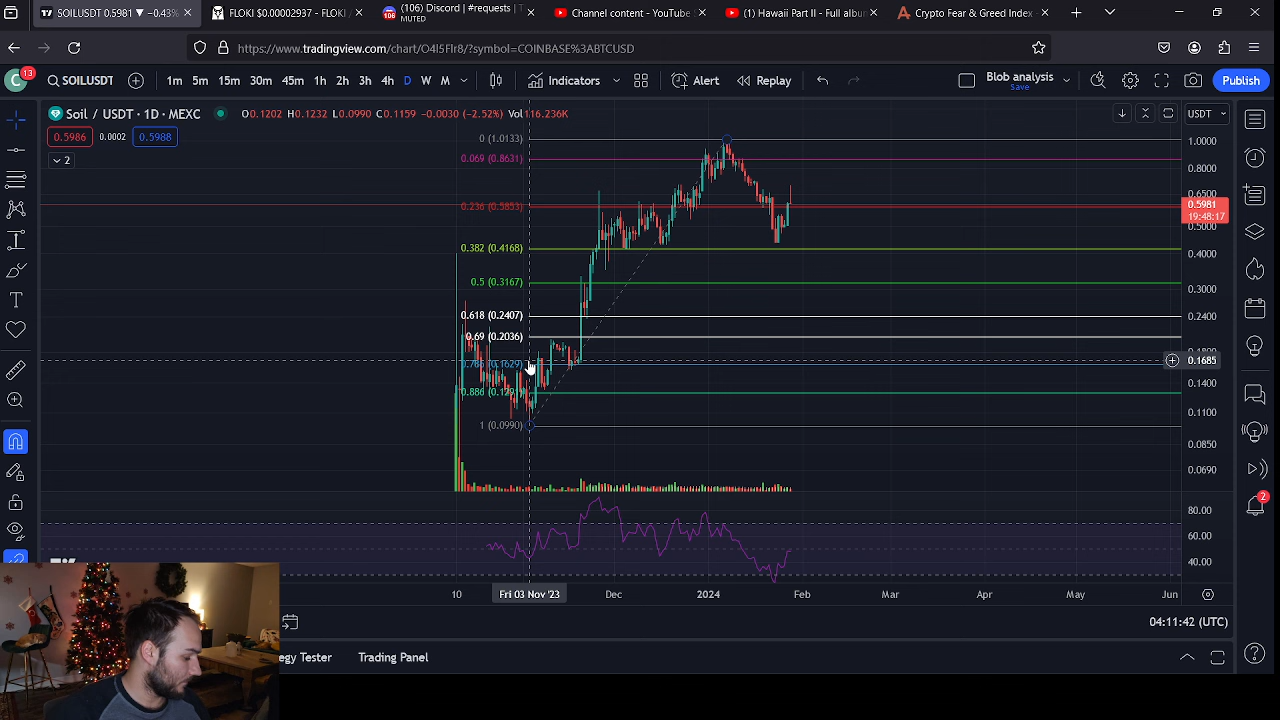 SOILUSDT 0.5981 ▼ −0.43%
FLOKI $0.00002937 - FLOKI /
(106) Discord | #requests | T
MUTED
Channel content - YouTube S
(1) Hawaii Part II - Full album
Crypto Fear & Greed Index -
https://www.tradingview.com/chart/O4l5Flr8/?symbol=COINBASE%3ABTCUSD
C
13
SOILUSDT
1m 5m 15m 30m 45m 1h 2h 3h 4h D W M
Indicators
Alert
Replay
Blob analysis
Save
Publish
Soil / USDT · 1D · MEXC
O0.1202 H0.1232 L0.0990 C0.1159 −0.0030 (−2.52%) Vol116.236K
USDT
0.5986
0.0002
0.5988
2
0 (1.0133)
0.069 (0.8631)
0.236 (0.5853)
0.382 (0.4168)
0.5 (0.3167)
0.618 (0.2407)
0.69 (0.2036)
1 (0.0990)
1.0000
0.8000
0.6500
0.5981
19:48:17
0.5000
0.4000
0.3000
0.2400
0.1685
0.1400
0.1100
0.0850
0.0690
80.00
60.00
40.00
2
10
Fri 03 Nov '23
Dec
2024
Feb
Mar
Apr
May
Jun
04:11:42 (UTC)
egy Tester
Trading Panel